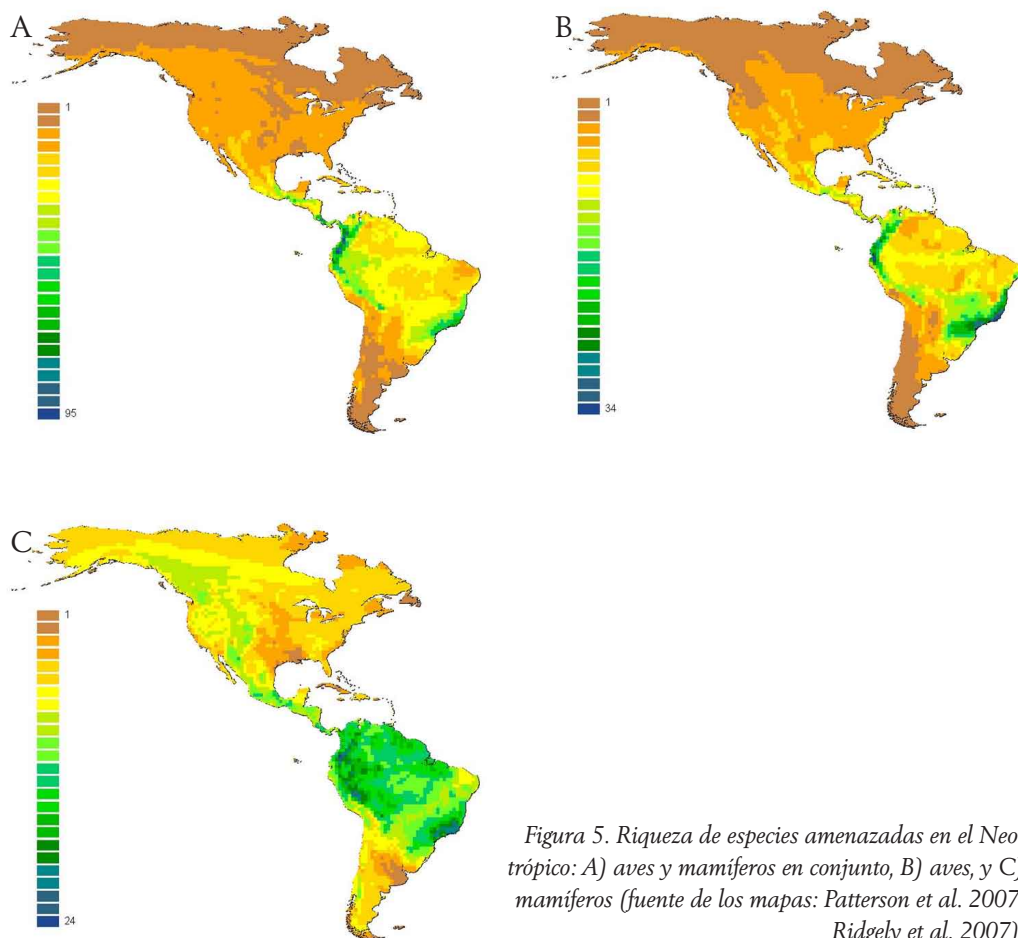 A
1
95
B
1
34
C
1
24
Figura 5. Riqueza de especies amenazadas en el Neo
trópico: A) aves y mamíferos en conjunto, B) aves, y C)
mamíferos (fuente de los mapas: Patterson et al. 2007
Ridgely et al. 2007)